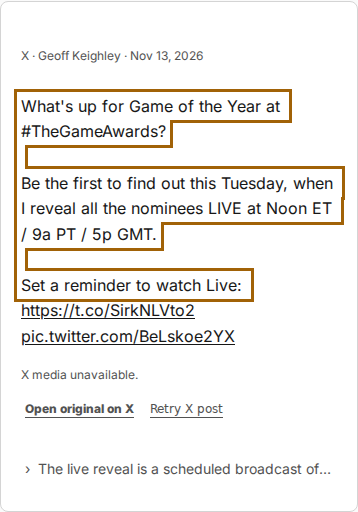 X · Geoff Keighley · Nov 13, 2026
What's up for Game of the Year at
#TheGameAwards?
Be the first to find out this Tuesday, when
I reveal all the nominees LIVE at Noon ET
/ 9a PT / 5p GMT.
Set a reminder to watch Live:
https://t.co/SirkNLVto2
pic.twitter.com/BeLskoe2YX
X media unavailable.
Open original on X Retry X post
› The live reveal is a scheduled broadcast of...